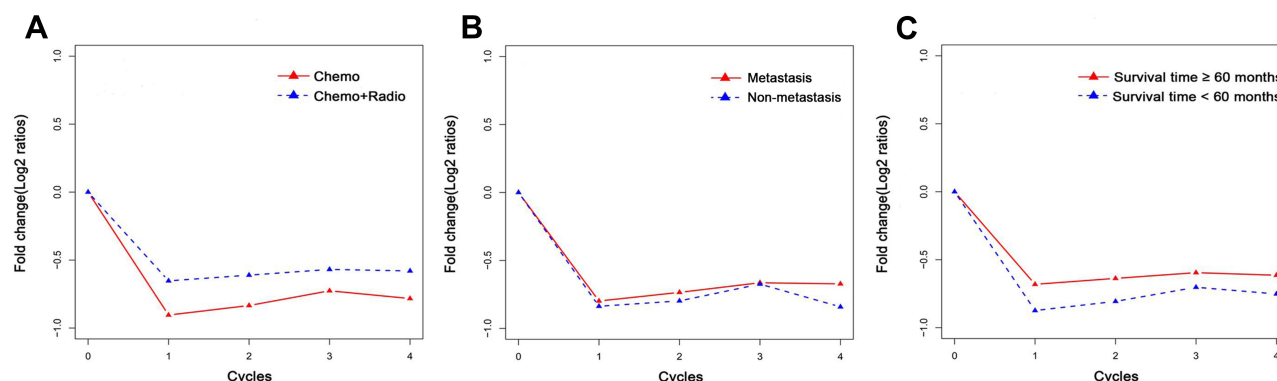 A
B
C
Chemo
Chemo+Radio
Metastasis
Non-metastasis
Survival time ≥ 60 months
Survival time < 60 months
Fold change(Log2 ratios)
1.0
0.5
0.0
−0.5
−1.0
0 1 2 3 4
Cycles
Fold change(Log2 ratios)
1.0
0.5
0.0
−0.5
−1.0
0 1 2 3 4
Cycles
Fold change(Log2 ratios)
1.0
0.5
0.0
−0.5
−1.0
0 1 2 3 4
Cycles